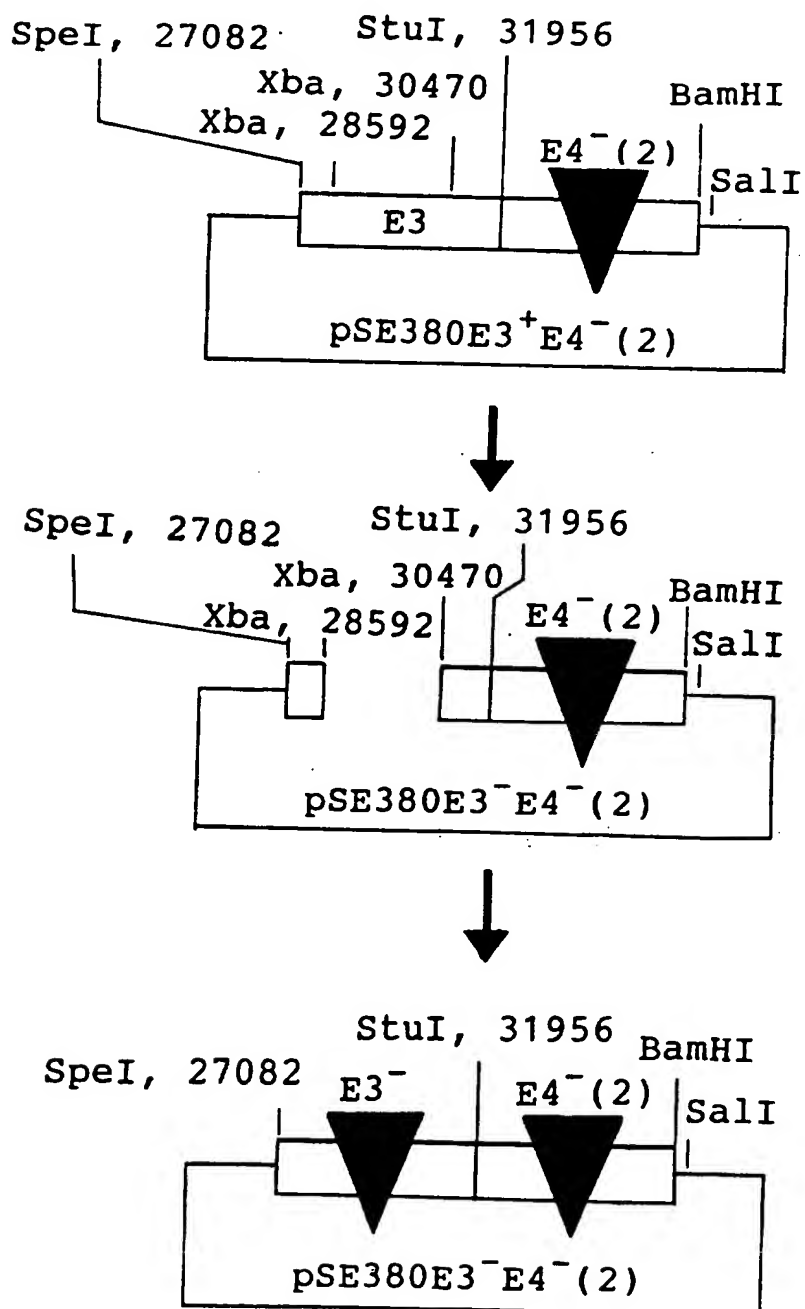 SpeI, 27082 StuI, 31956
Xba, 30470
Xba, 28592
BamHI
E4⁻(2)
SalI
E3
pSE380E3⁺E4⁻(2)
SpeI, 27082 StuI, 31956
Xba, 30470
Xba, 28592
BamHI
E4⁻(2)
SalI
pSE380E3⁻E4⁻(2)
StuI, 31956
BamHI
SpeI, 27082
E3⁻
E4⁻(2)
SalI
pSE380E3⁻E4⁻(2)